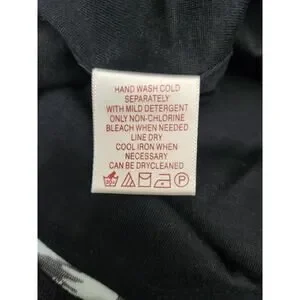 HAND WASH COLD
SEPARATELY
WITH MILD DETERGENT
ONLY NON-CHLORINE
BLEACH WHEN NEEDED
LINE DRY
COOL IRON WHEN
NECESSARY
CAN BE DRYCLEANED
P